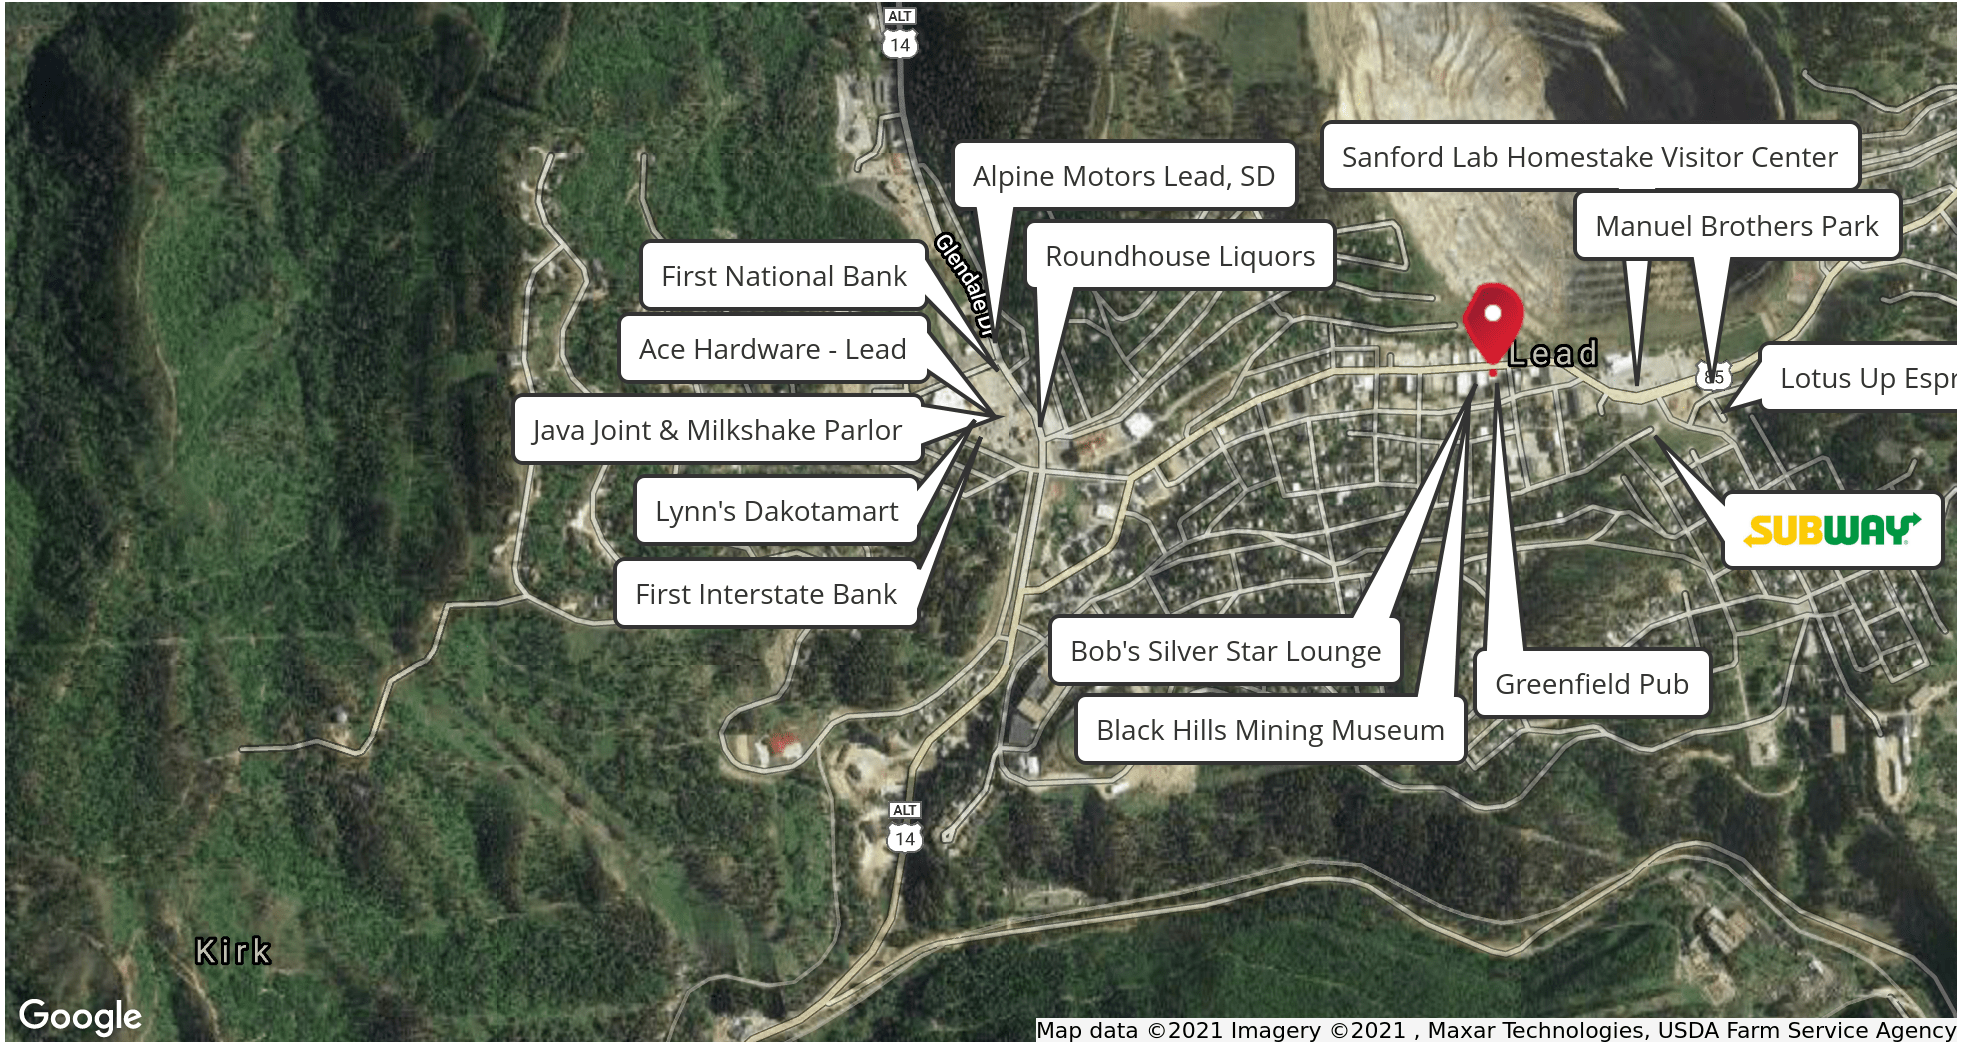 ALT
14
Sanford Lab Homestake Visitor Center
Alpine Motors Lead, SD
Manuel Brothers Park
Roundhouse Liquors
First National Bank
Glendale Dr
Ace Hardware - Lead
Lead
85
Lotus Up Espr
Java Joint & Milkshake Parlor
Lynn's Dakotamart
SUBWAY
First Interstate Bank
Bob's Silver Star Lounge
Greenfield Pub
Black Hills Mining Museum
ALT
14
Kirk
Google
Map data ©2021 Imagery ©2021 , Maxar Technologies, USDA Farm Service Agency